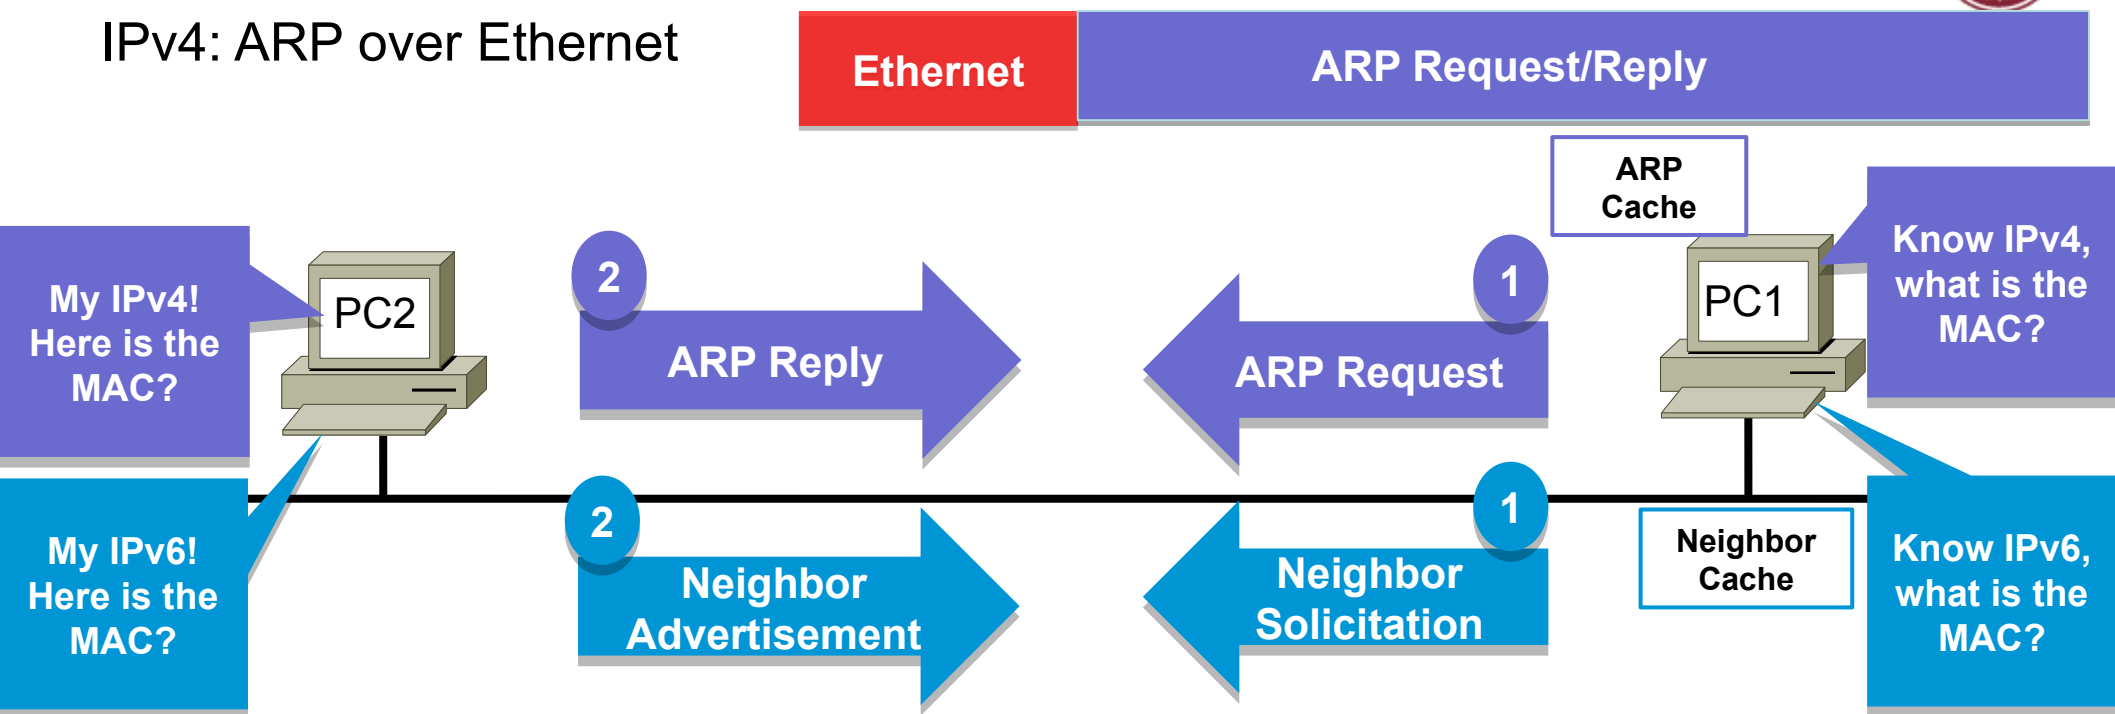 IPv4: ARP over Ethernet
Ethernet
ARP Request/Reply
ARP
Cache
My IPv4!
Here is the
MAC?
PC2
2
ARP Reply
1
ARP Request
PC1
Know IPv4,
what is the
MAC?
My IPv6!
Here is the
MAC?
2
Neighbor
Advertisement
1
Neighbor
Solicitation
Neighbor
Cache
Know IPv6,
what is the
MAC?